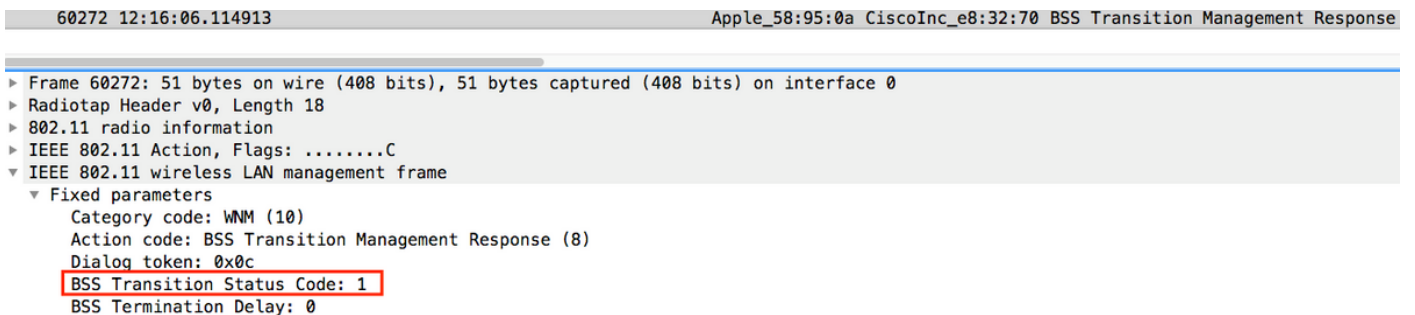 60272 12:16:06.114913 Apple_58:95:0a CiscoInc_e8:32:70 BSS Transition Management Response
Frame 60272: 51 bytes on wire (408 bits), 51 bytes captured (408 bits) on interface 0
Radiotap Header v0, Length 18
802.11 radio information
IEEE 802.11 Action, Flags: ........C
IEEE 802.11 wireless LAN management frame
Fixed parameters
Category code: WNM (10)
Action code: BSS Transition Management Response (8)
Dialog token: 0x0c
BSS Transition Status Code: 1
BSS Termination Delay: 0